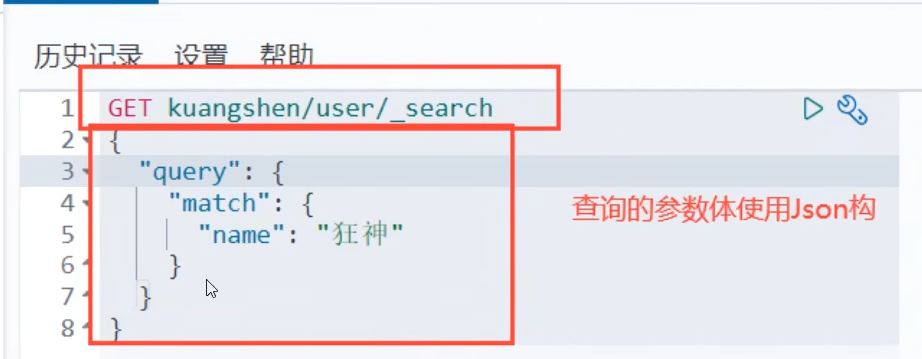 历史记录 设置 帮助
1 GET kuangshen/user/_search
2 {
3 "query": {
4 "match": {
5 "name": "狂神"
6 }
7 }
8 }
查询的参数体使用Json构